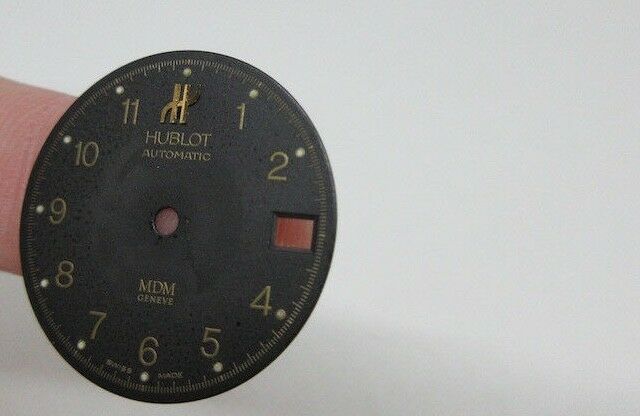 11 1
HUBLOT
AUTOMATIC
10 2
9
8 4
MDM
GENEVE
7 6 5
SWISS MADE